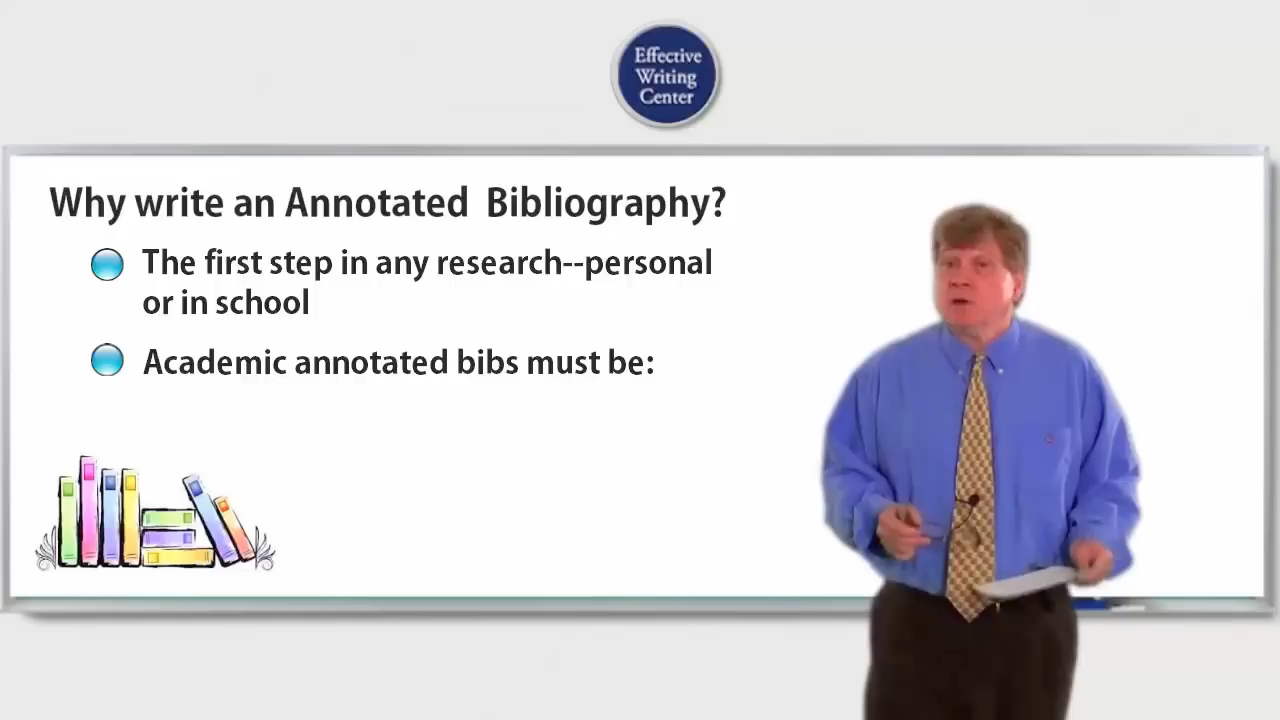 Effective
Writing
Center
Why write an Annotated Bibliography?
The first step in any research--personal
or in school
Academic annotated bibs must be: